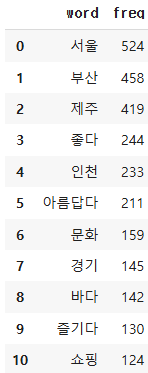 word freq
0 서울 524
1 부산 458
2 제주 419
3 좋다 244
4 인천 233
5 아름답다 211
6 문화 159
7 경기 145
8 바다 142
9 즐기다 130
10 쇼핑 124